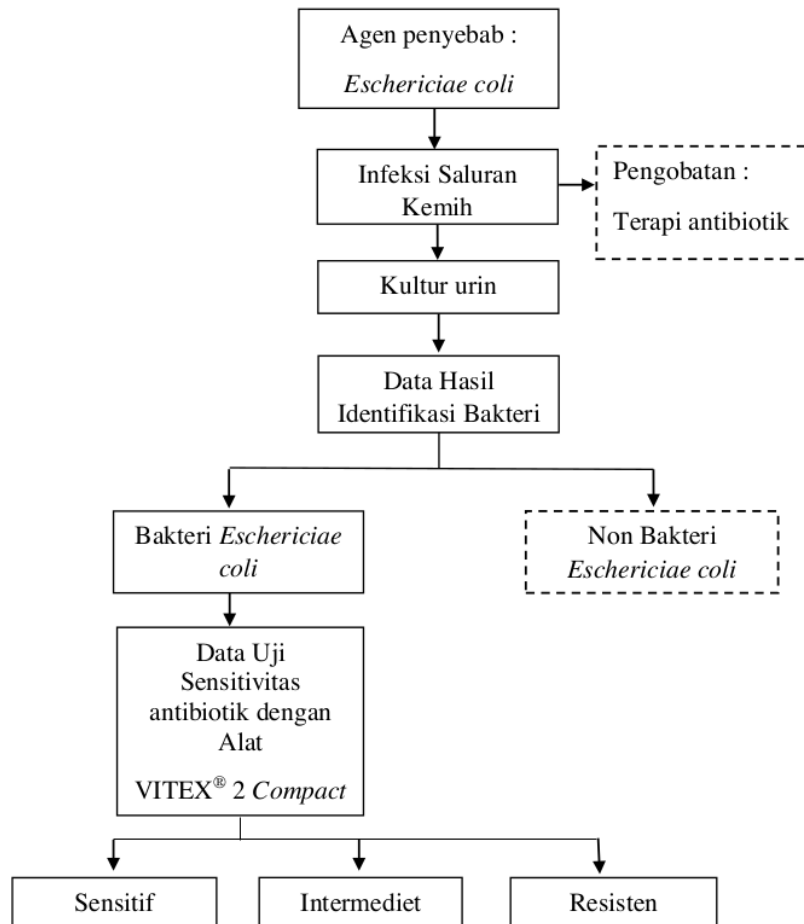 Agen penyebab :
Eschericiae coli
Infeksi Saluran
Kemih
Pengobatan :
Terapi antibiotik
Kultur urin
Data Hasil
Identifikasi Bakteri
Bakteri Eschericiae
coli
Non Bakteri
Eschericiae coli
Data Uji
Sensitivitas
antibiotik dengan
Alat
VITEX® 2 Compact
Sensitif
Intermediet
Resisten